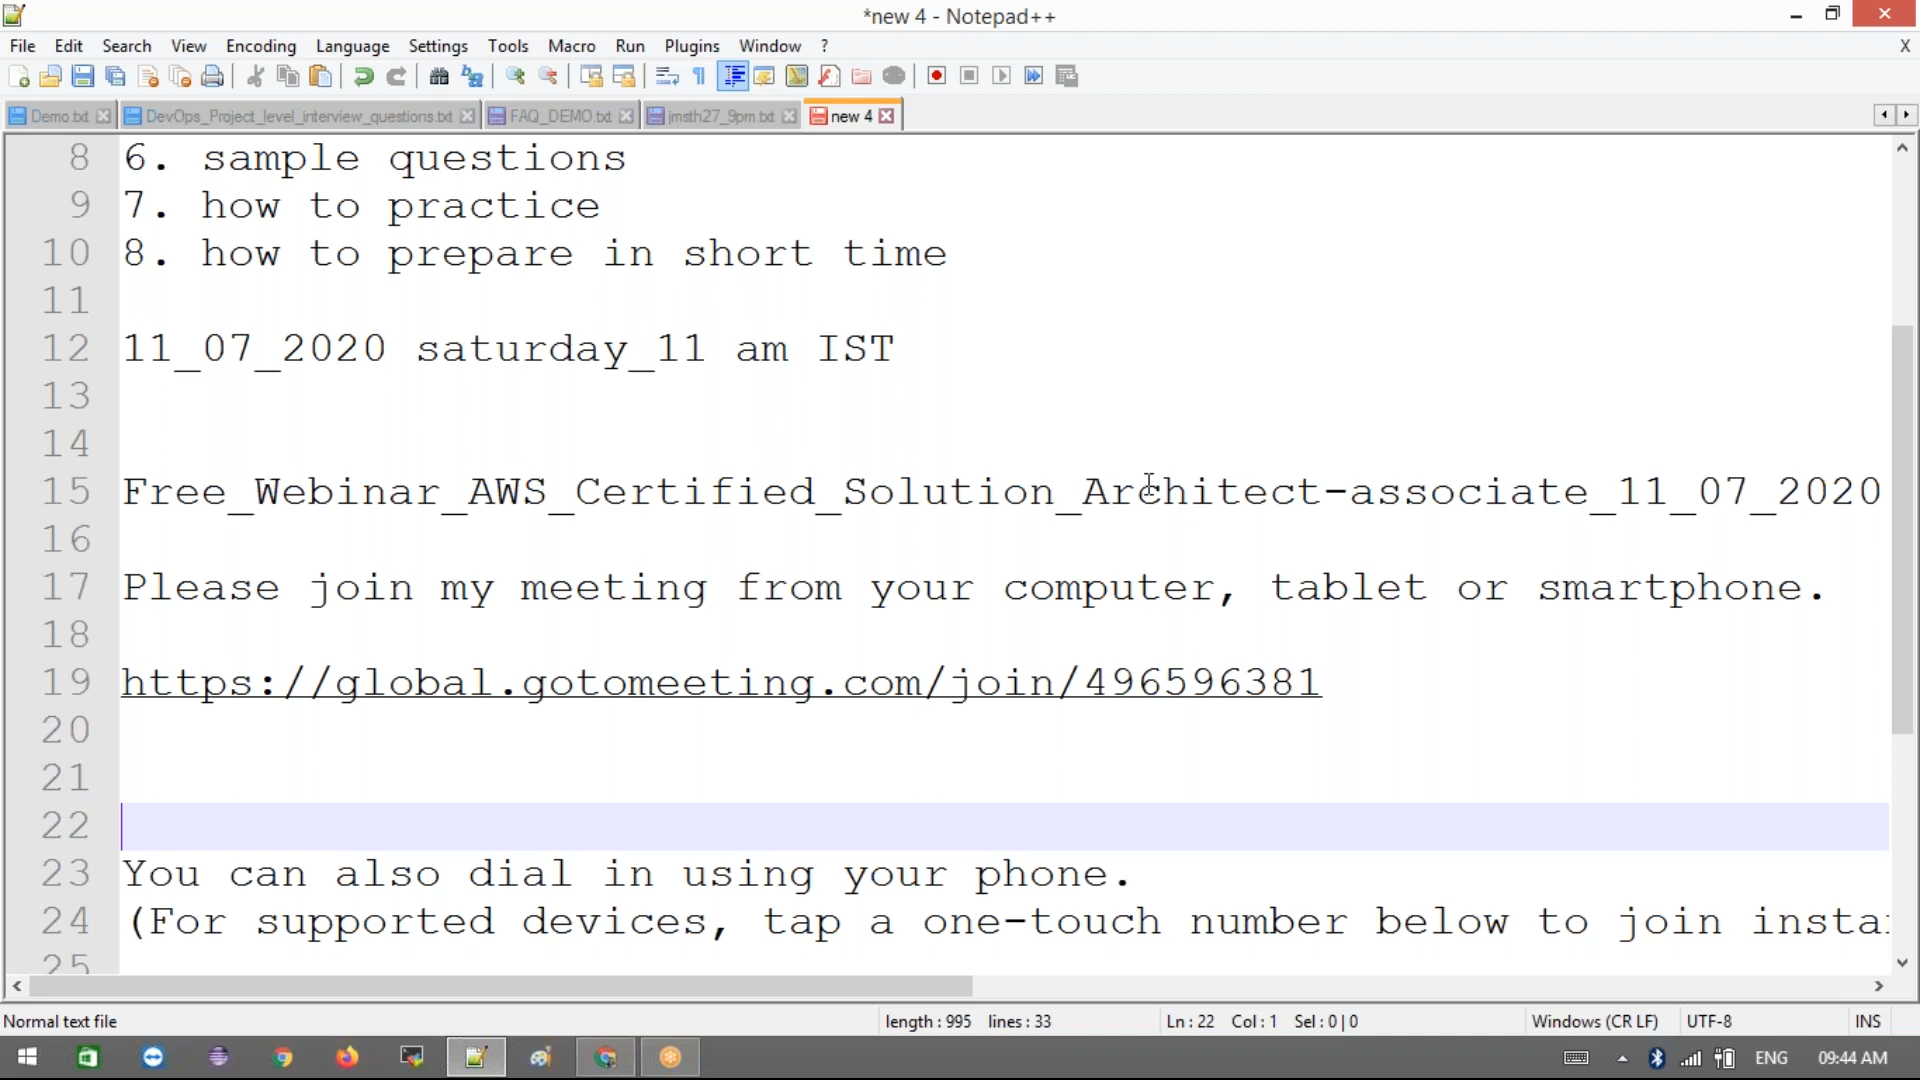 *new 4 - Notepad++
File Edit Search View Encoding Language Settings Tools Macro Run Plugins Window ? X
Demo.txt DevOps_Project_level_interview_questions.txt FAQ_DEMO.txt jmsth27_9pm.txt new 4
8 6. sample questions
9 7. how to practice
10 8. how to prepare in short time
11
12 11_07_2020 saturday_11 am IST
13
14
15 Free_Webinar_AWS_Certified_Solution_Architect-associate_11_07_2020
16
17 Please join my meeting from your computer, tablet or smartphone.
18
19 https://global.gotomeeting.com/join/496596381
20
21
22
23 You can also dial in using your phone.
24 (For supported devices, tap a one-touch number below to join insta
25
Normal text file length : 995 lines : 33 Ln : 22 Col : 1 Sel : 0 | 0 Windows (CR LF) UTF-8 INS
ENG 09:44 AM